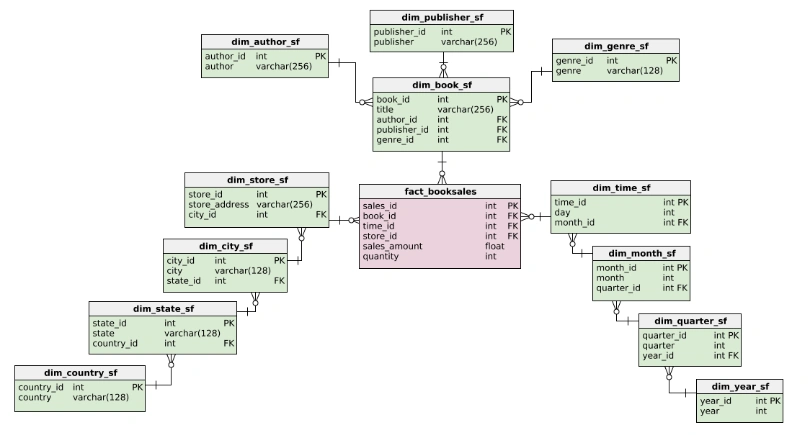 dim_publisher_sf
publisher_id int PK
publisher varchar(256)
dim_author_sf
author_id int PK
author varchar(256)
dim_genre_sf
genre_id int PK
genre varchar(128)
dim_book_sf
book_id int PK
title varchar(256)
author_id int FK
publisher_id int FK
genre_id int FK
dim_store_sf
store_id int PK
store_address varchar(256)
city_id int FK
fact_booksales
sales_id int PK
book_id int FK
time_id int FK
store_id int FK
sales_amount float
quantity int
dim_time_sf
time_id int PK
day int
month_id int FK
dim_city_sf
city_id int PK
city varchar(128)
state_id int FK
dim_month_sf
month_id int PK
month int
quarter_id int FK
dim_state_sf
state_id int PK
state varchar(128)
country_id int FK
dim_quarter_sf
quarter_id int PK
quarter int
year_id int FK
dim_country_sf
country_id int PK
country varchar(128)
dim_year_sf
year_id int PK
year int